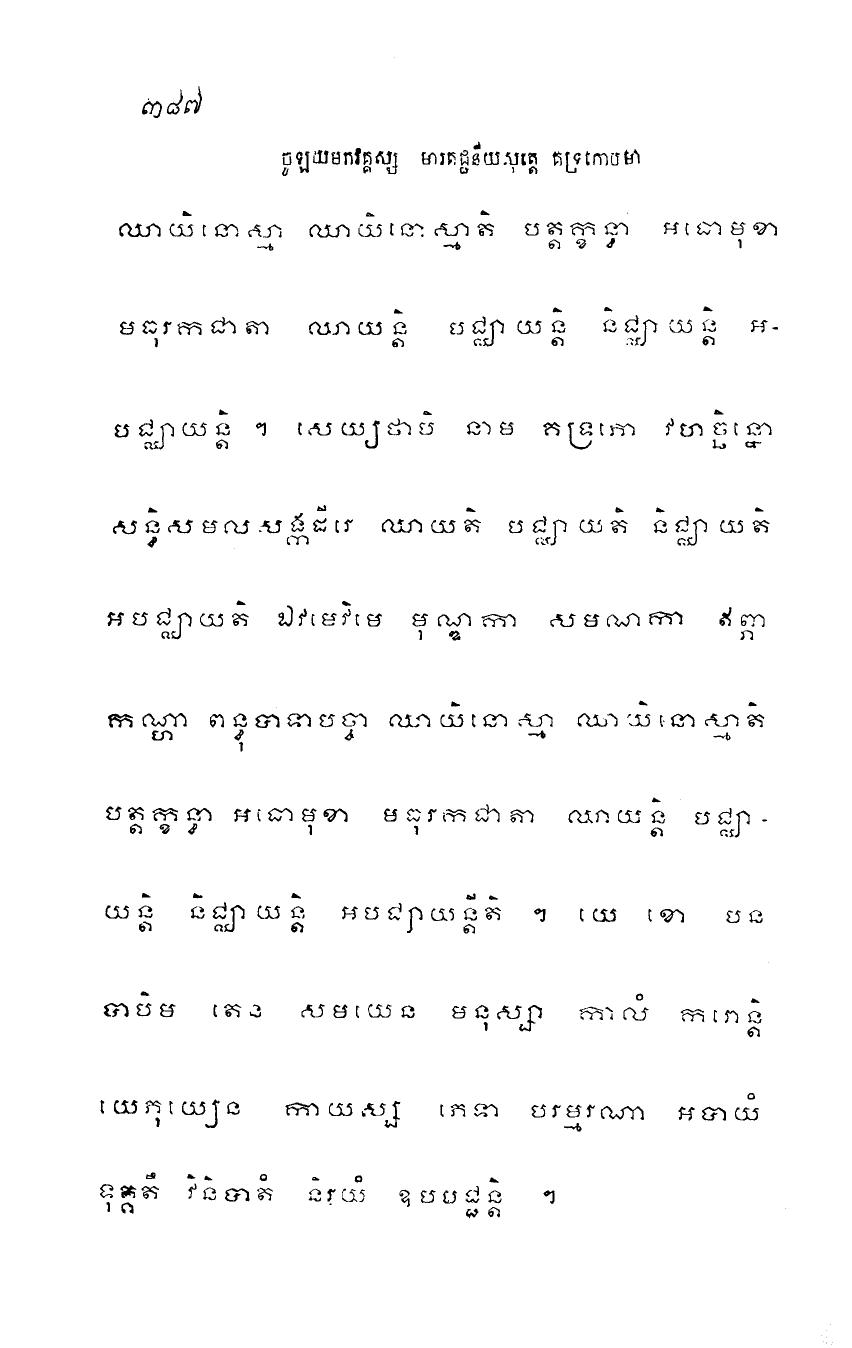 ៣៨៧
ចូឡយមកវគ្គស្ស មារតជ្ជនីយសុត្តេ គទ្រកោបមា
ឈាយិនោស្មា ឈាយិនោស្មាតិ បត្តក្ខន្ធា អធោមុខា
មធុរកជាតា ឈាយន្តិ បជ្ឈាយន្តិ និជ្ឈាយន្តិ អ-
បជ្ឈាយន្តិ ។ សេយ្យថាបិ នាម គទ្រភោ វហច្ឆិន្នោ
សន្ធិសមលសង្កដីរេ ឈាយតិ បជ្ឈាយតិ និជ្ឈាយតិ
អបជ្ឈាយតិ ឯវមេវិមេ មុណ្ឌកា សមណកា ឥព្ភា
កណ្ហា ពន្ធុបាទាបច្ចា ឈាយិនោស្មា ឈាយិនោស្មាតិ
បត្តក្ខន្ធា អធោមុខា មធុរកជាតា ឈាយន្តិ បជ្ឈា-
យន្តិ និជ្ឈាយន្តិ អបជ្ឈាយន្តីតិ ។ យេ ខោ បន
បាបិម តេន សមយេន មនុស្សា កាលំ ករោន្តិ
យេភុយ្យេន កាយស្ស ភេទា បរម្មរណា អបាយំ
ទុគ្គតឹ វិនិបាតំ និរយំ ឧបបជ្ជន្តិ ។